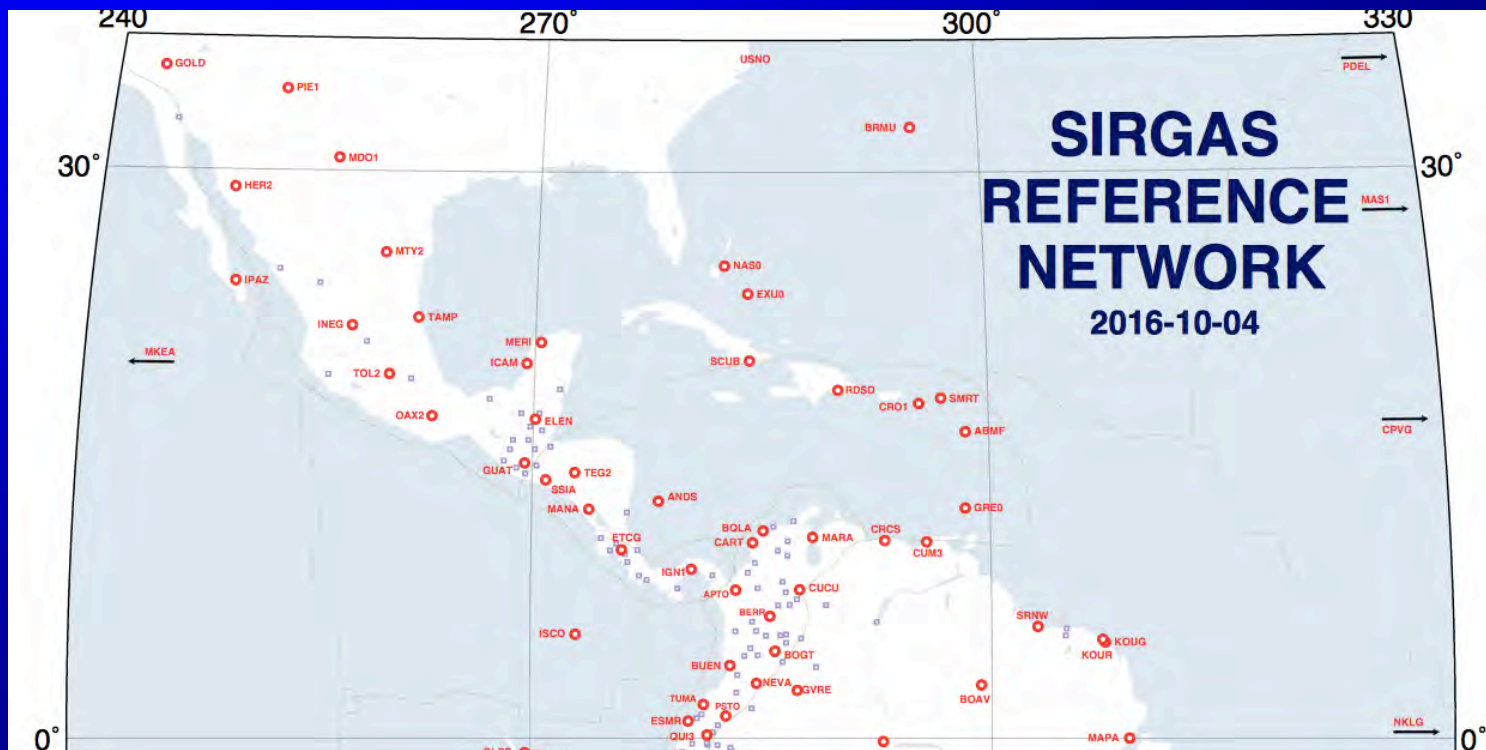 240
270°
300°
330
GOLD
USNO
PDEL
PIE1
BRMU
SIRGAS
MDO1
30°
30°
HER2
REFERENCE
MAS1
MTY2
NAS0
NETWORK
IPAZ
EXU0
TAMP
INEG
2016-10-04
MERI
MKEA
ICAM
SCUB
TOL2
RDSD
SMRT
CRO1
OAX2
ELEN
CPVG
ABMF
GUAT
TEG2
SSIA
ANDS
MANA
GRE0
BQLA
CRCS
ETCG
CART
MARA
CUM3
IGN1
APTO
CUCU
BERR
SRNW
ISCO
KOUG
BOGT
KOUR
BUEN
NEVA
GVRE
TUMA
BOAV
PSTO
ESMR
NKLG
QUI3
MAPA
0°
0°